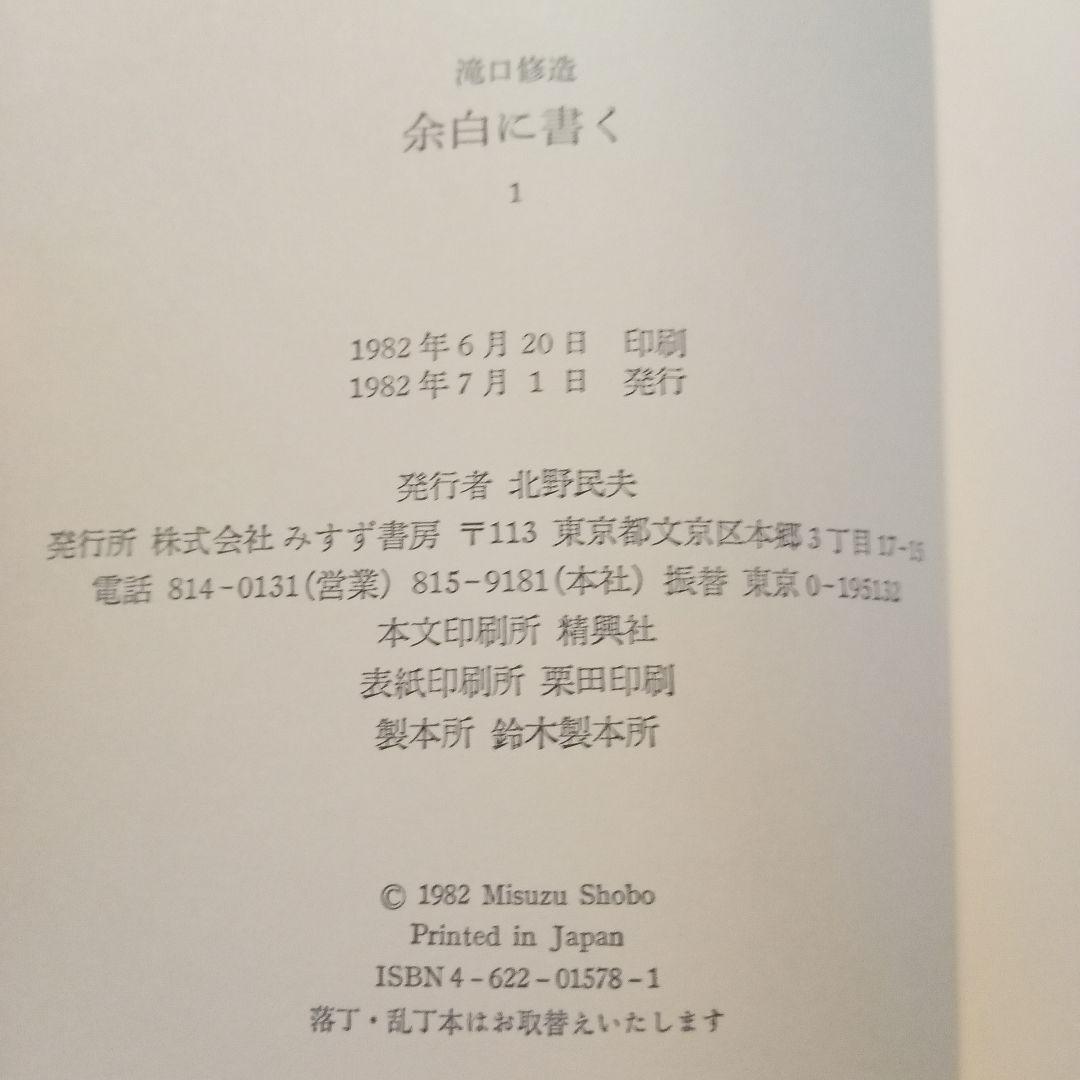 滝口修造
余白に書く
1
1982年6月20日 印刷
1982年7月1日 発行
発行者 北野民夫
発行所 株式会社 みすず書房 〒113 東京都文京区本郷3丁目17-15
電話 814-0131(営業) 815-9181(本社) 振替 東京0-195132
本文印刷所 精興社
表紙印刷所 栗田印刷
製本所 鈴木製本所
© 1982 Misuzu Shobo
Printed in Japan
ISBN4-622-01578-1
落丁・乱丁本はお取替えいたします